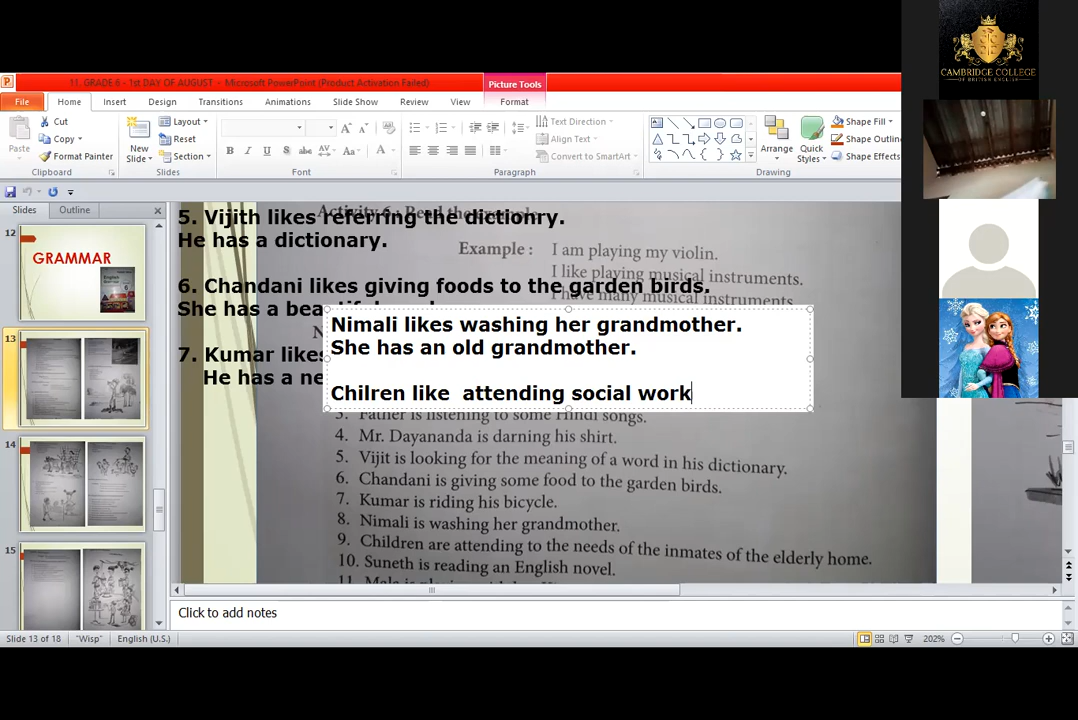 11. GRADE 6 - 1st DAY OF AUGUST - Microsoft PowerPoint (Product Activation Failed)
Picture Tools
File Home Insert Design Transitions Animations Slide Show Review View Format
Paste
Cut
Copy
Format Painter
Clipboard
New Slide
Layout
Reset
Section
Slides
Font
Text Direction
Align Text
Convert to SmartArt
Paragraph
Arrange
Quick Styles
Shape Fill
Shape Outlin
Shape Effects
Drawing
Slides Outline
12
GRAMMAR
13
14
15
5. Vijith likes referring the dictionry.
He has a dictionary.
6. Chandani likes giving foods to the garden birds.
She has a
7. Kumar likes
He has a
Activity 6 - Read the example
Example : I am playing my violin.
I like playing musical instruments.
I have many musical instruments
Nimali likes washing her grandmother.
She has an old grandmother.
Chilren like attending social work
3. Father is listening to some Hindi songs.
4. Mr. Dayananda is darning his shirt.
5. Vijit is looking for the meaning of a word in his dictionary.
6. Chandani is giving some food to the garden birds.
7. Kumar is riding his bicycle.
8. Nimali is washing her grandmother.
9. Children are attending to the needs of the inmates of the elderly home.
10. Suneth is reading an English novel.
Click to add notes
Slide 13 of 18 "Wisp" English (U.S.) 202%
CAMBRIDGE COLLEGE
OF BRITISH ENGLISH